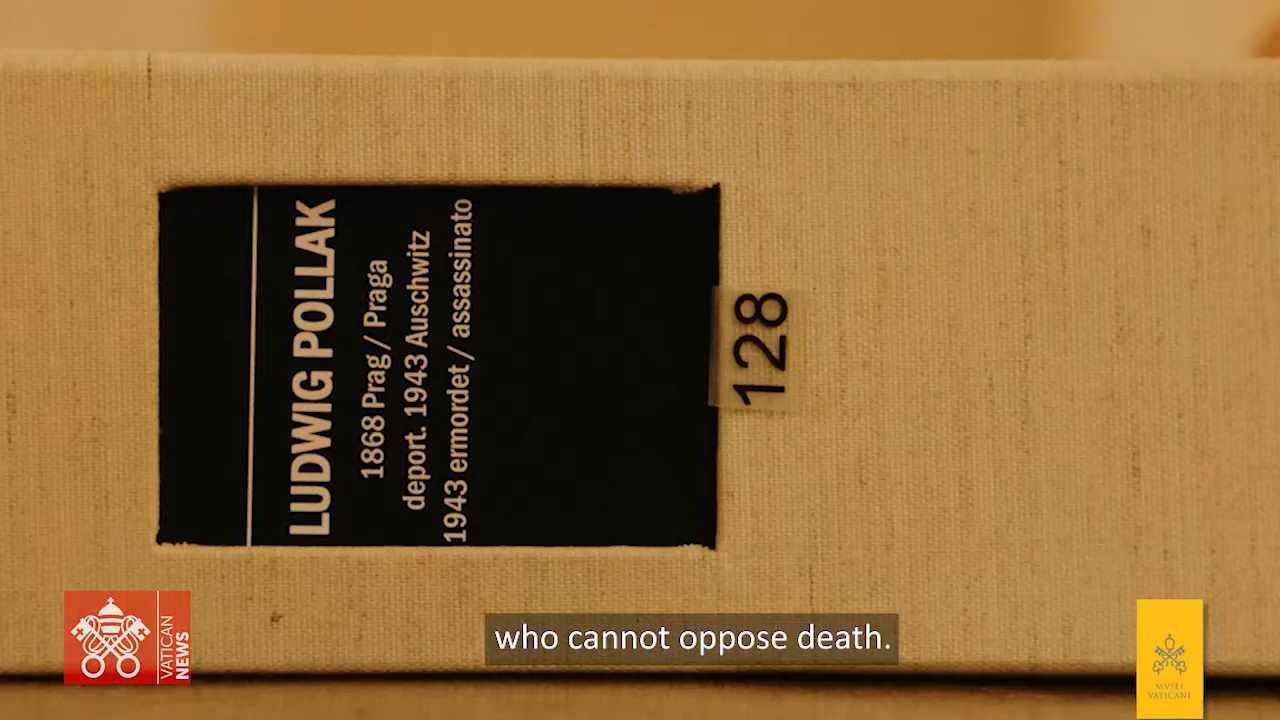 LUDWIG POLLAK
1868 Prag / Praga
deport. 1943 Auschwitz
1943 ermordet / assassinato
128
who cannot oppose death.
VATICAN
NEWS
MVSEI
VATICANI